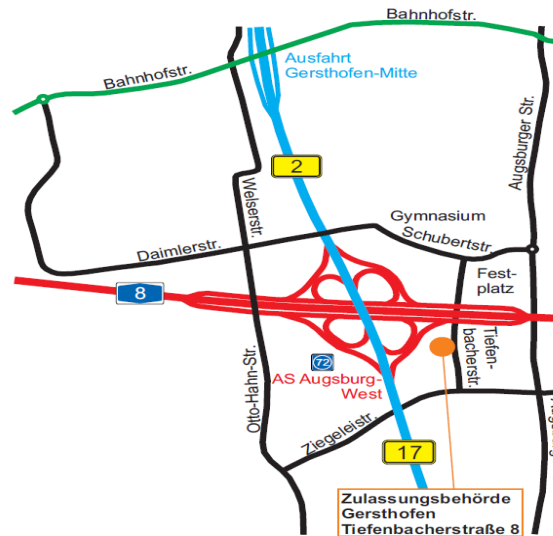 Bahnhofstr.
Bahnhofstr.
Ausfahrt
Gersthofen-Mitte
Augsburger Str.
2
Welserstr.
Gymnasium
Schubertstr.
Daimlerstr.
Fest-
platz
8
Tiefen-
bacherstr.
72
AS Augsburg-
West
Otto-Hahn-Str.
Ziegeleistr.
17
Zulassungsbehörde
Gersthofen
Tiefenbacherstraße 8